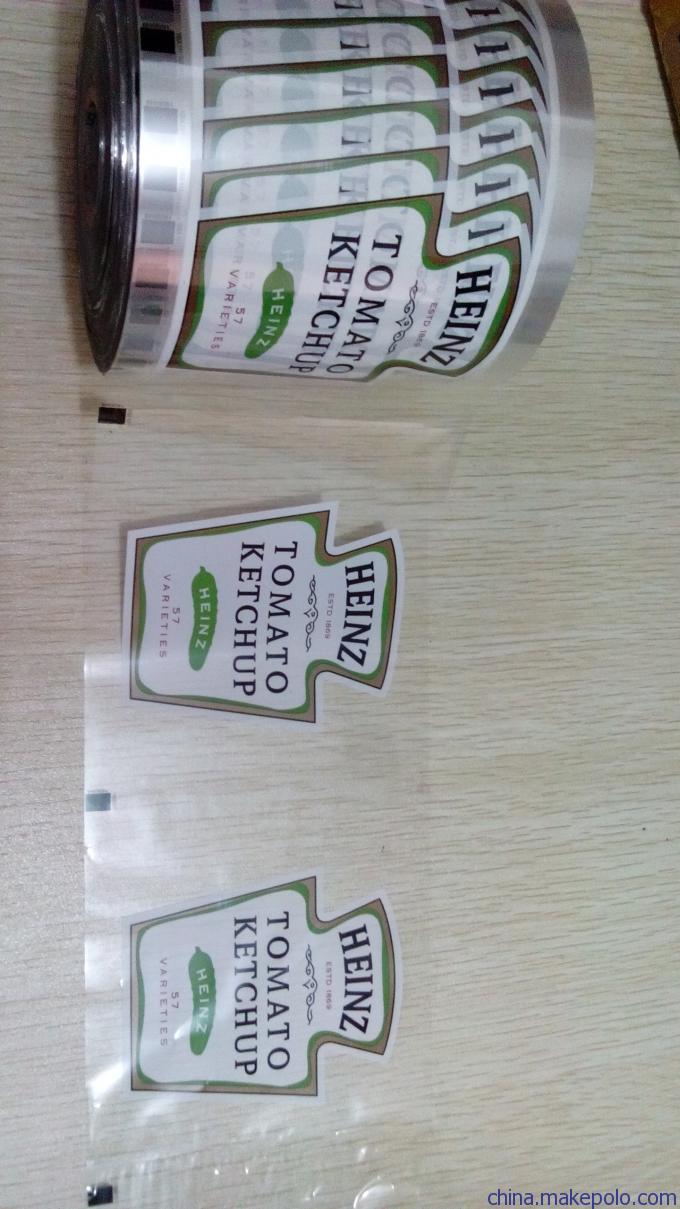 HEINZ
ESTD 1869
TOMATO
KETCHUP
HEINZ
57
VARIETIES
HEINZ
ESTD 1869
TOMATO
KETCHUP
HEINZ
57
VARIETIES
HEINZ
ESTD 1869
TOMATO
KETCHUP
HEINZ
57
VARIETIES
china.makepolo.com